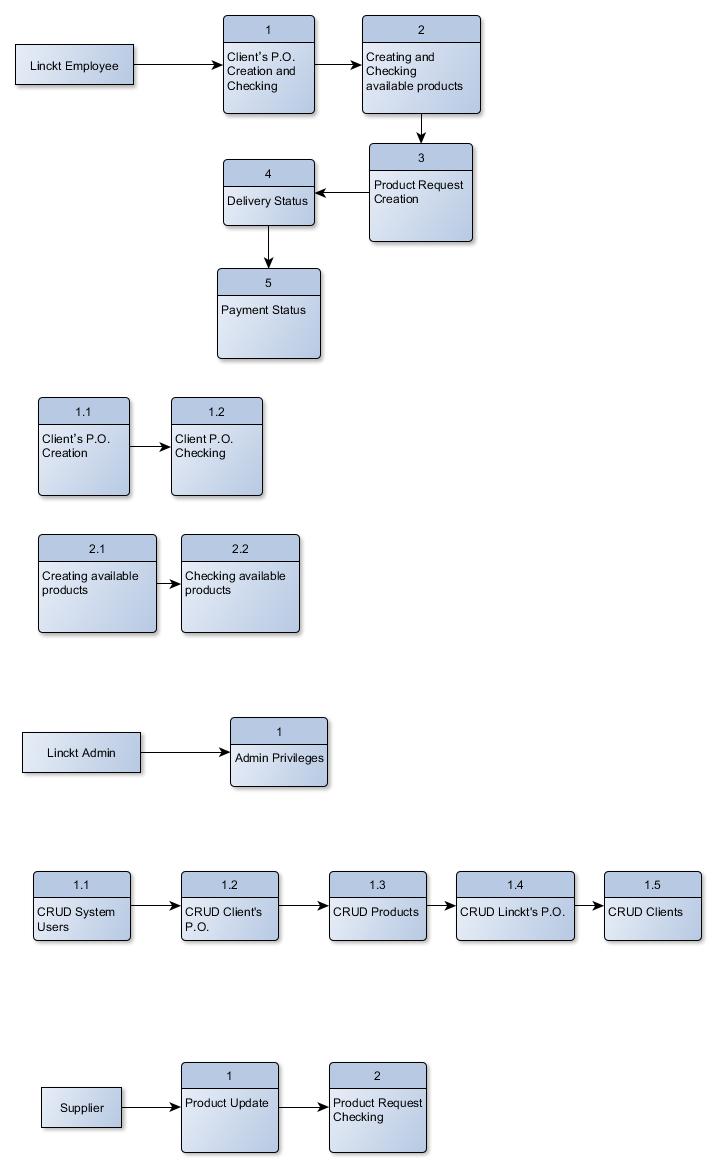 1
2
Linckt Employee
Client's P.O.
Creation and
Checking
Creating and
Checking
available products
3
Product Request
Creation
4
Delivery Status
5
Payment Status
1.1
Client's P.O.
Creation
1.2
Client P.O.
Checking
2.1
Creating available
products
2.2
Checking available
products
Linckt Admin
1
Admin Privileges
1.1
CRUD System
Users
1.2
CRUD Client's
P.O.
1.3
CRUD Products
1.4
CRUD Linckt's P.O.
1.5
CRUD Clients
Supplier
1
Product Update
2
Product Request
Checking